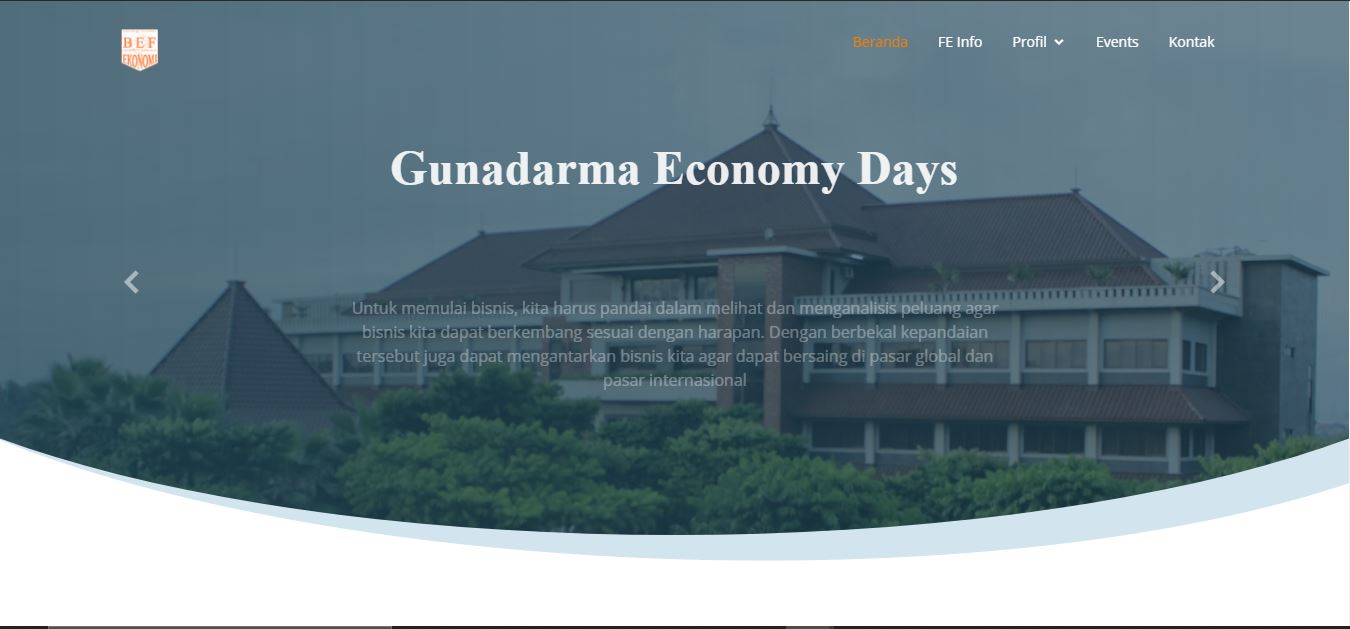 B E F
EKONOMI
Beranda
FE Info
Profil
Events
Kontak
Gunadarma Economy Days
Untuk memulai bisnis, kita harus pandai dalam melihat dan menganalisis peluang agar
bisnis kita dapat berkembang sesuai dengan harapan. Dengan berbekal kepandaian
tersebut juga dapat mengantarkan bisnis kita agar dapat bersaing di pasar global dan
pasar internasional